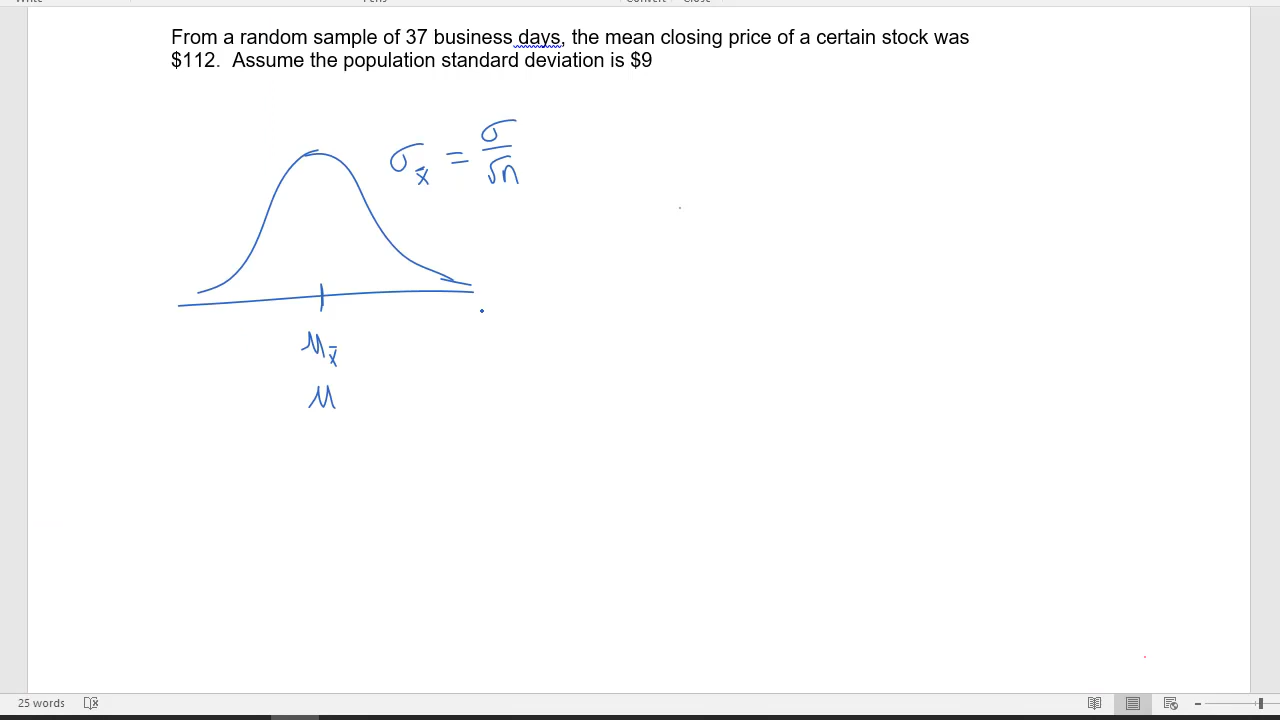 From a random sample of 37 business days, the mean closing price of a certain stock was
$112. Assume the population standard deviation is $9
σx̄ = σ/√n
μx̄
μ
25 words